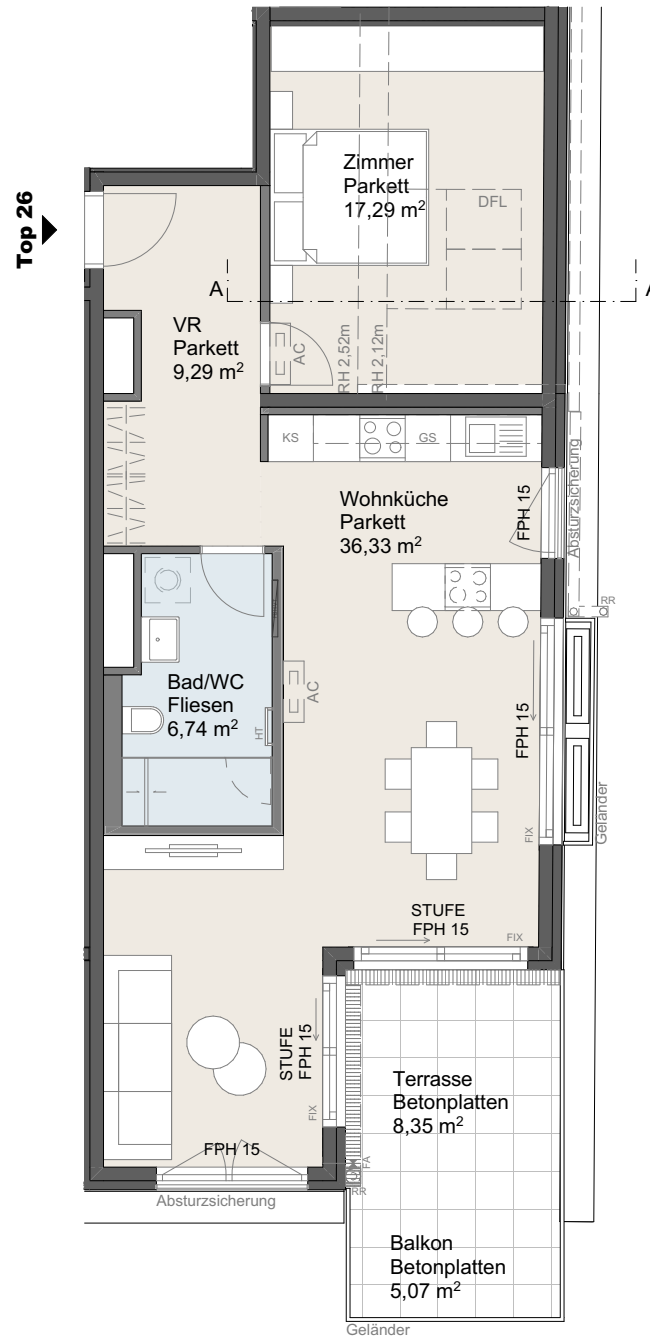 Top 26
Zimmer
Parkett
17,29 m²
DFL
A
A
VR
Parkett
9,29 m²
AC
RH 2,52m
RH 2,12m
KS
GS
Wohnküche
Parkett
36,33 m²
FPH 15
Absturzsicherung
RR
Bad/WC
Fliesen
6,74 m²
HT
AC
FPH 15
FIX
Geländer
STUFE
FPH 15
FIX
STUFE
FPH 15
FIX
FPH 15
Absturzsicherung
FA
RR
Terrasse
Betonplatten
8,35 m²
Balkon
Betonplatten
5,07 m²
Geländer